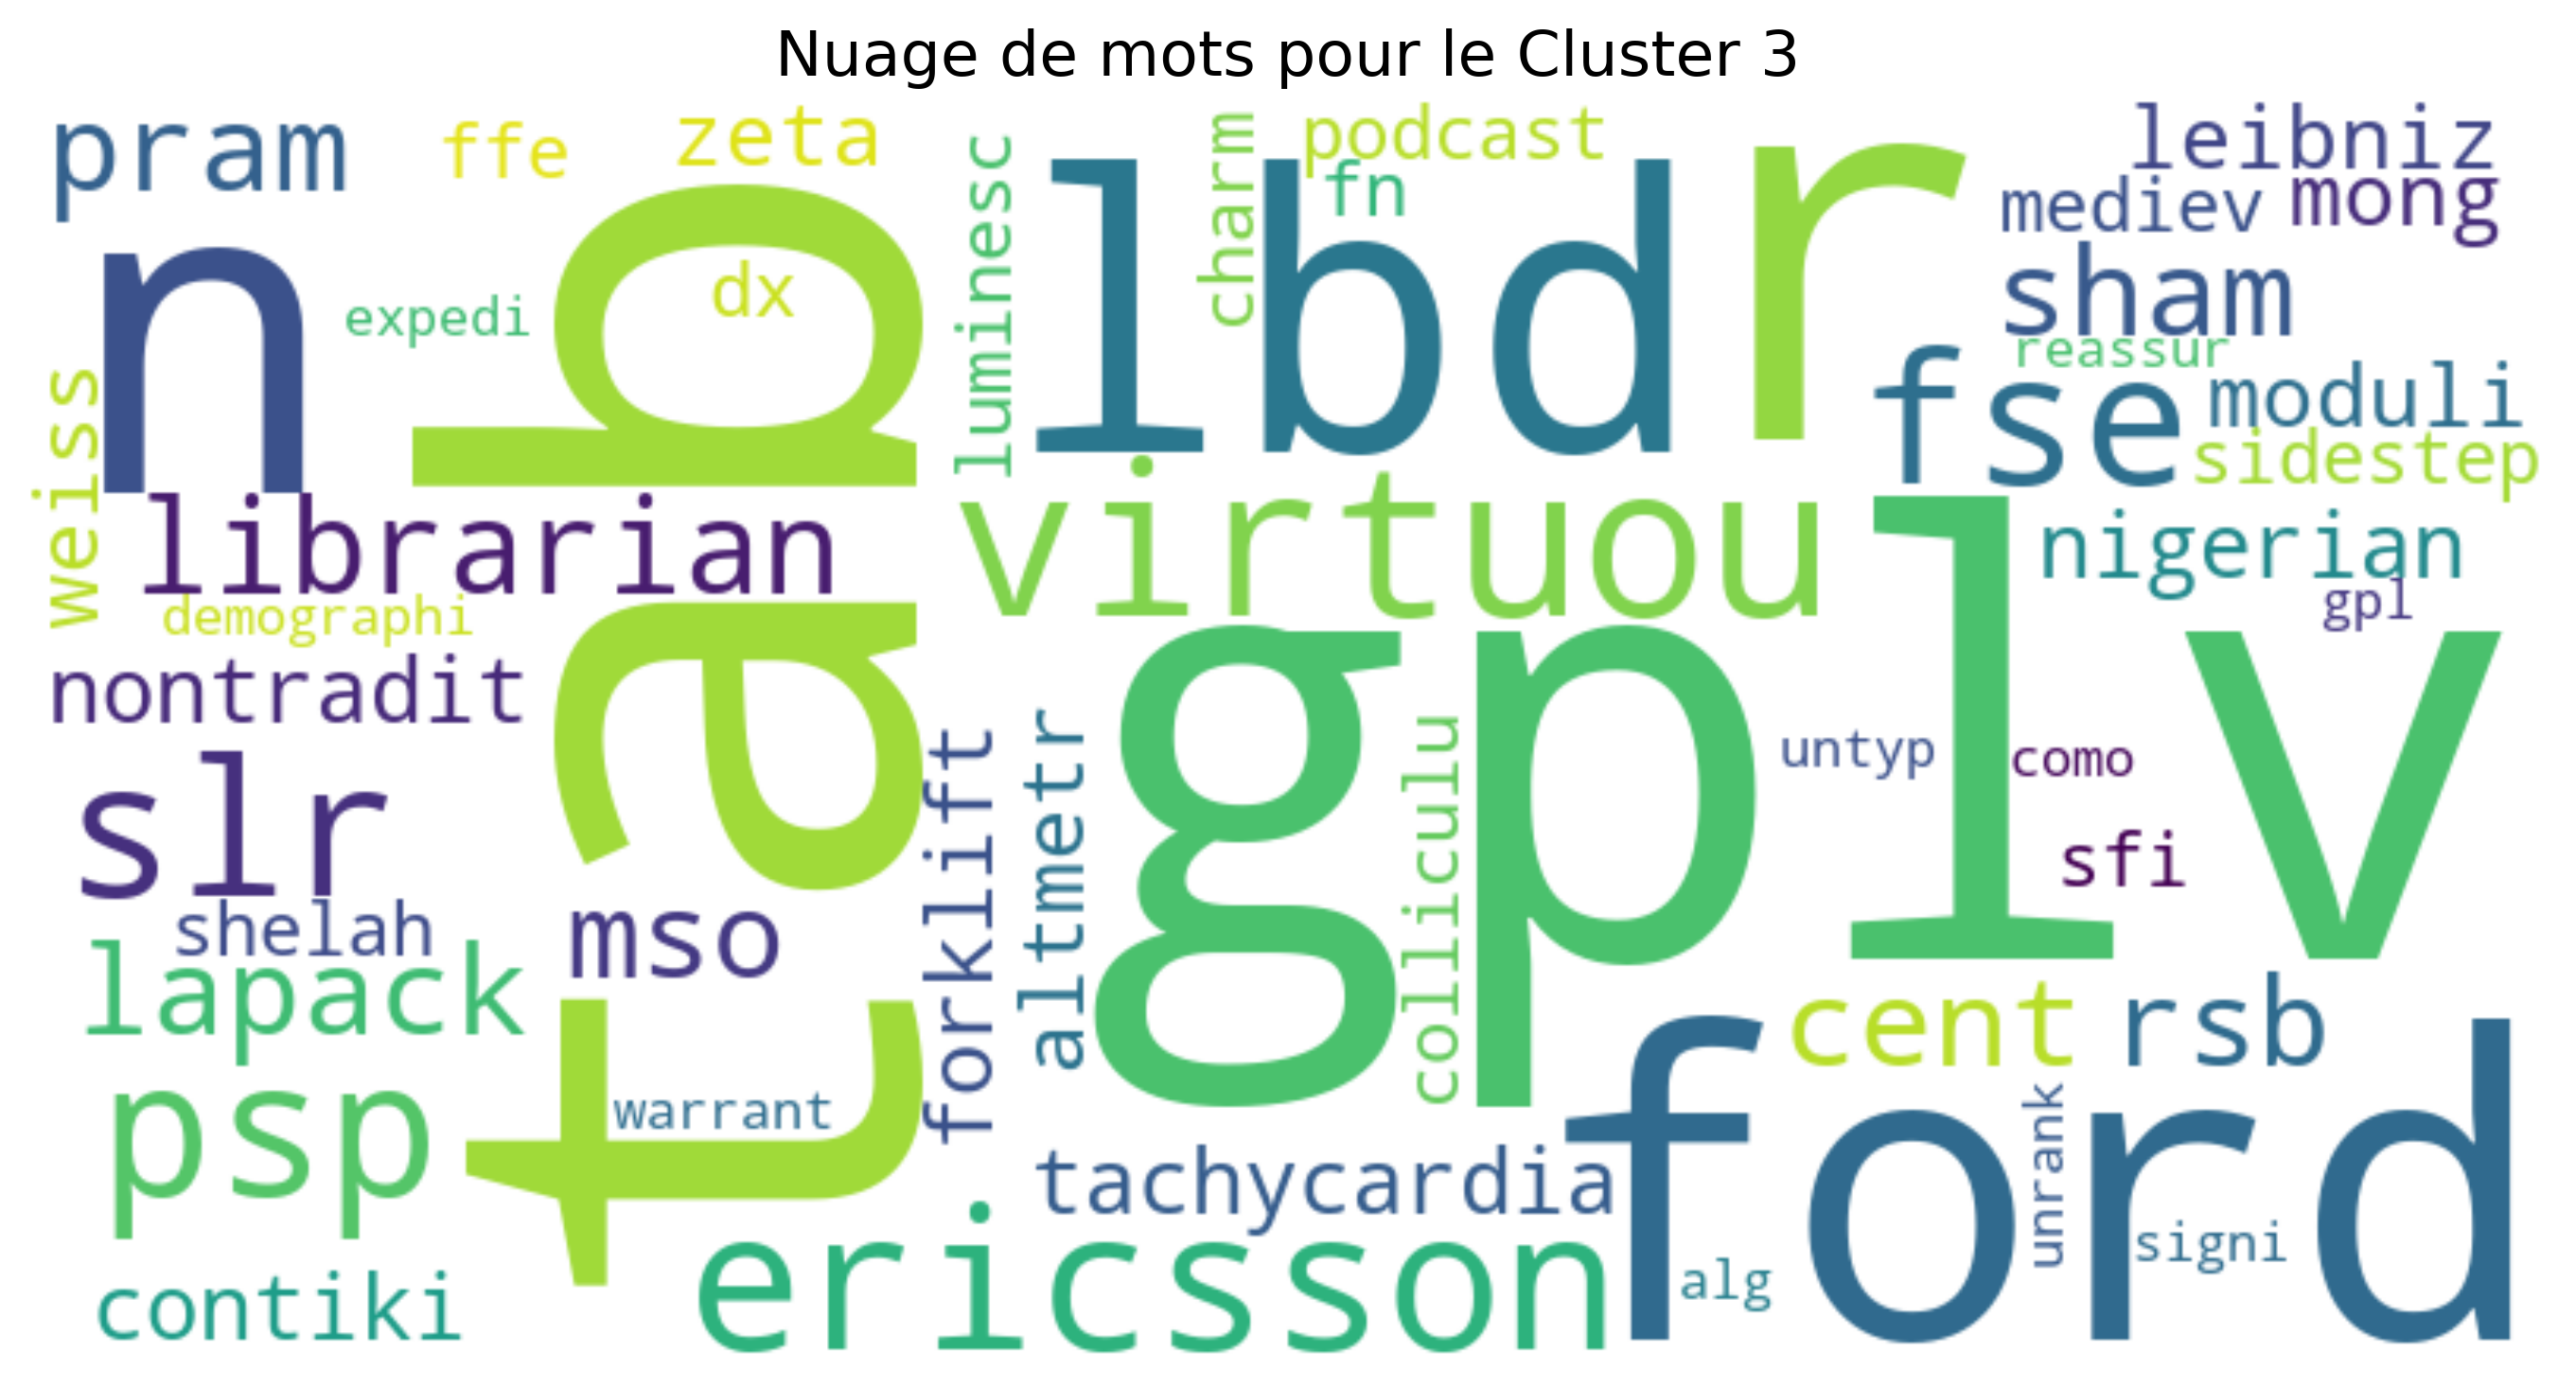 Nuage de mots pour le Cluster 3
pram
ffe
zeta
luminesc
charm
podcast
fn
leibniz
mediev
mong
n
expedi
dx
tab
lbd
r
sham
reassur
fse
moduli
sidestep
weiss
librarian
virtuou
nigerian
gpl
demographi
nontradit
gplv
untyp
como
sfi
slr
shelah
mso
forklift
altmetr
colliculu
lapack
cent
rsb
psp
warrant
tachycardia
ford
unrank
signi
alg
contiki
ericsson